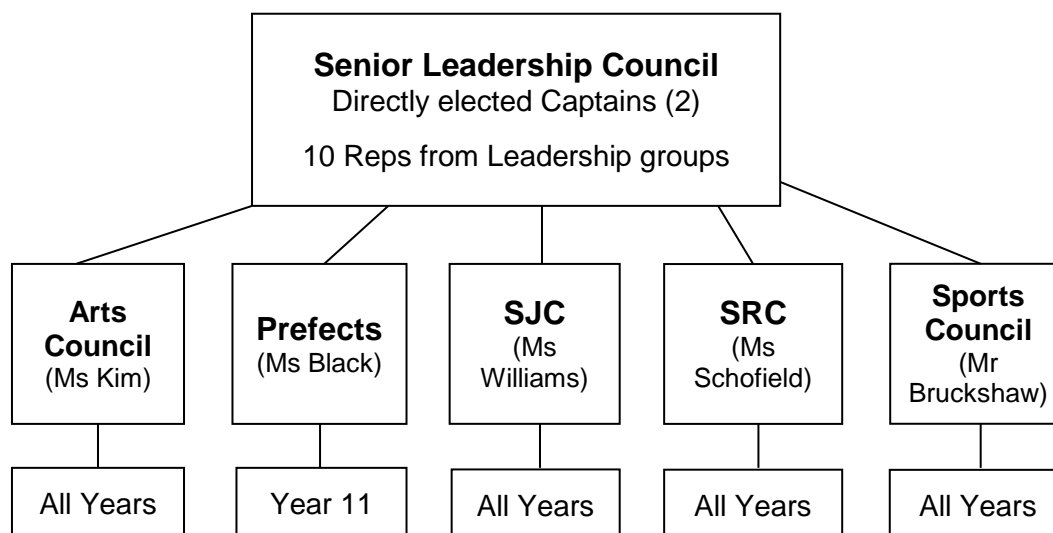 Senior Leadership Council
Directly elected Captains (2)
10 Reps from Leadership groups
Arts
Council
(Ms Kim)
Prefects
(Ms Black)
SJC
(Ms
Williams)
SRC
(Ms
Schofield)
Sports
Council
(Mr
Bruckshaw)
All Years
Year 11
All Years
All Years
All Years